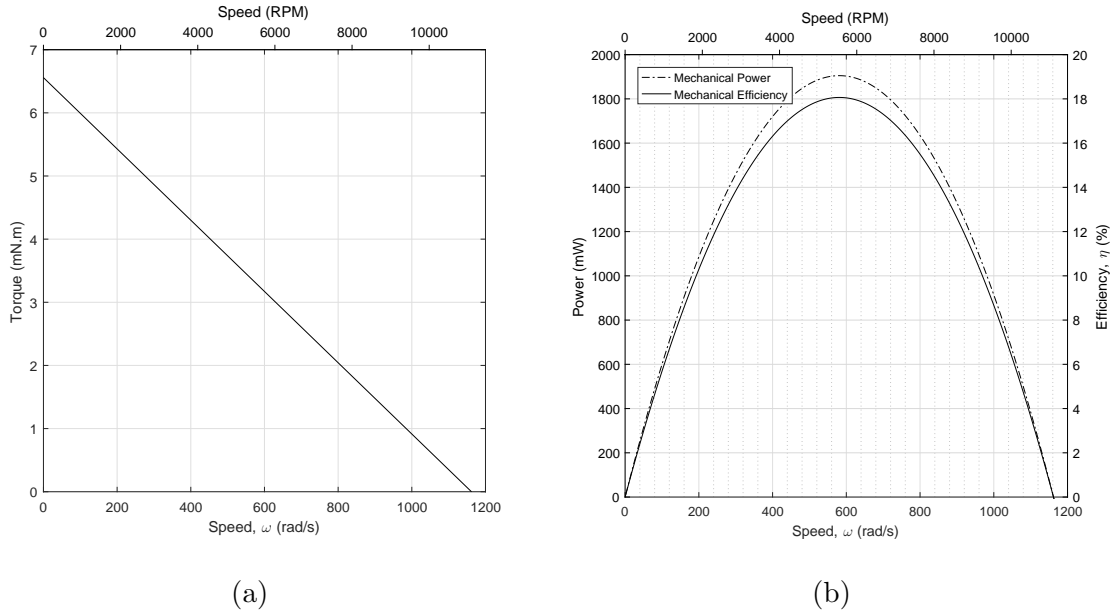 Speed (RPM)
0 2000 4000 6000 8000 10000
7
6
5
4
3
2
1
0
Torque (mN.m)
0 200 400 600 800 1000 1200
Speed, ω (rad/s)
(a)
Speed (RPM)
0 2000 4000 6000 8000 10000
2000
1800
1600
1400
1200
1000
800
600
400
200
0
Power (mW)
Mechanical Power
Mechanical Efficiency
20
18
16
14
12
10
8
6
4
2
0
Efficiency, η (%)
0 200 400 600 800 1000 1200
Speed, ω (rad/s)
(b)